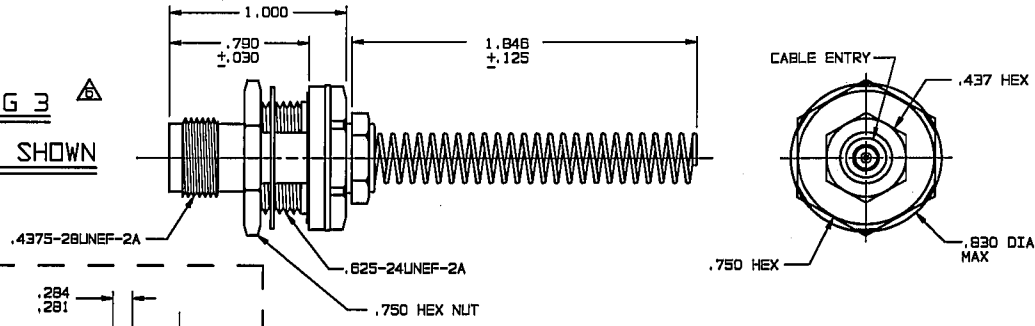 1.000
.790
±.030
1.846
±.125
CABLE ENTRY
.437 HEX
G 3
6
SHOWN
.4375-28UNEF-2A
.625-24UNEF-2A
.750 HEX
.830 DIA
MAX
.284
.281
.750 HEX NUT